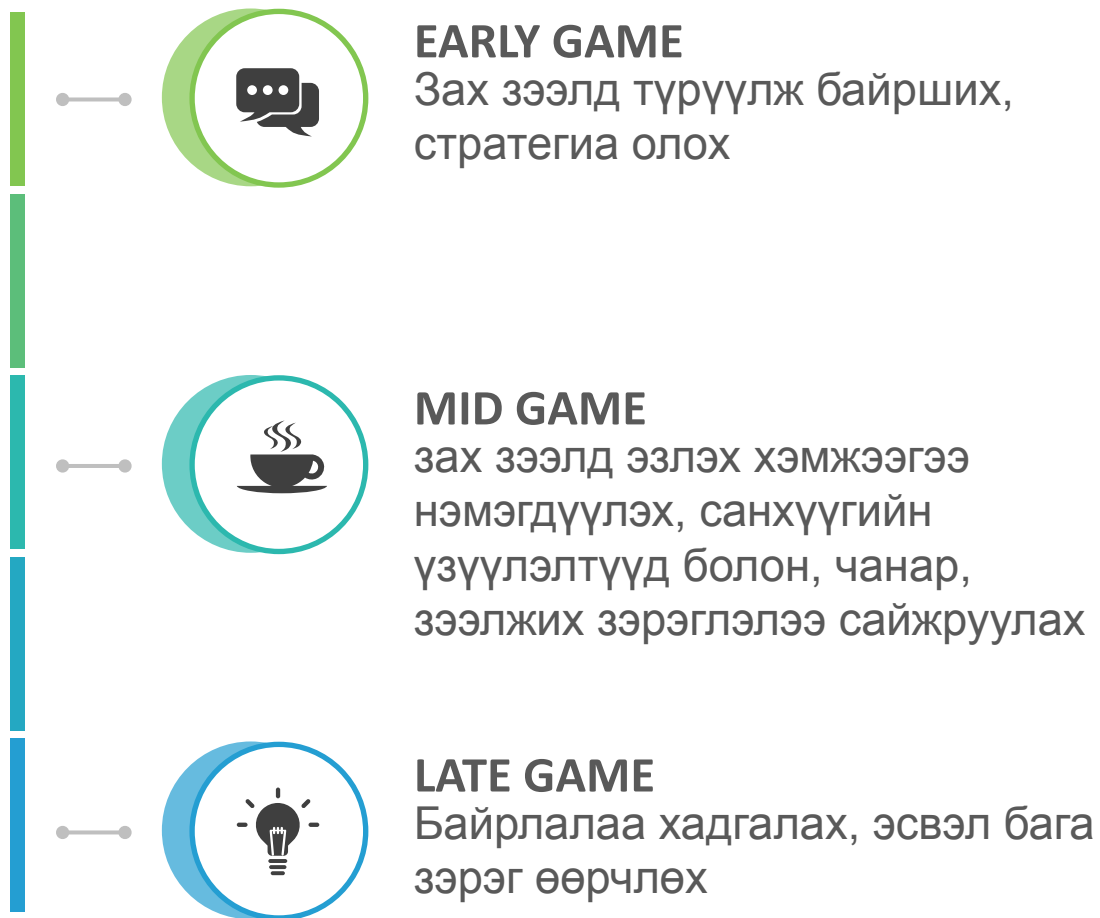 EARLY GAME
Зах зээлд түрүүлж байрших,
стратегиа олох
MID GAME
зах зээлд эзлэх хэмжээгээ
нэмэгдүүлэх, санхүүгийн
үзүүлэлтүүд болон, чанар,
зээлжих зэрэглэлээ сайжруулах
LATE GAME
Байрлалаа хадгалах, эсвэл бага
зэрэг өөрчлөх